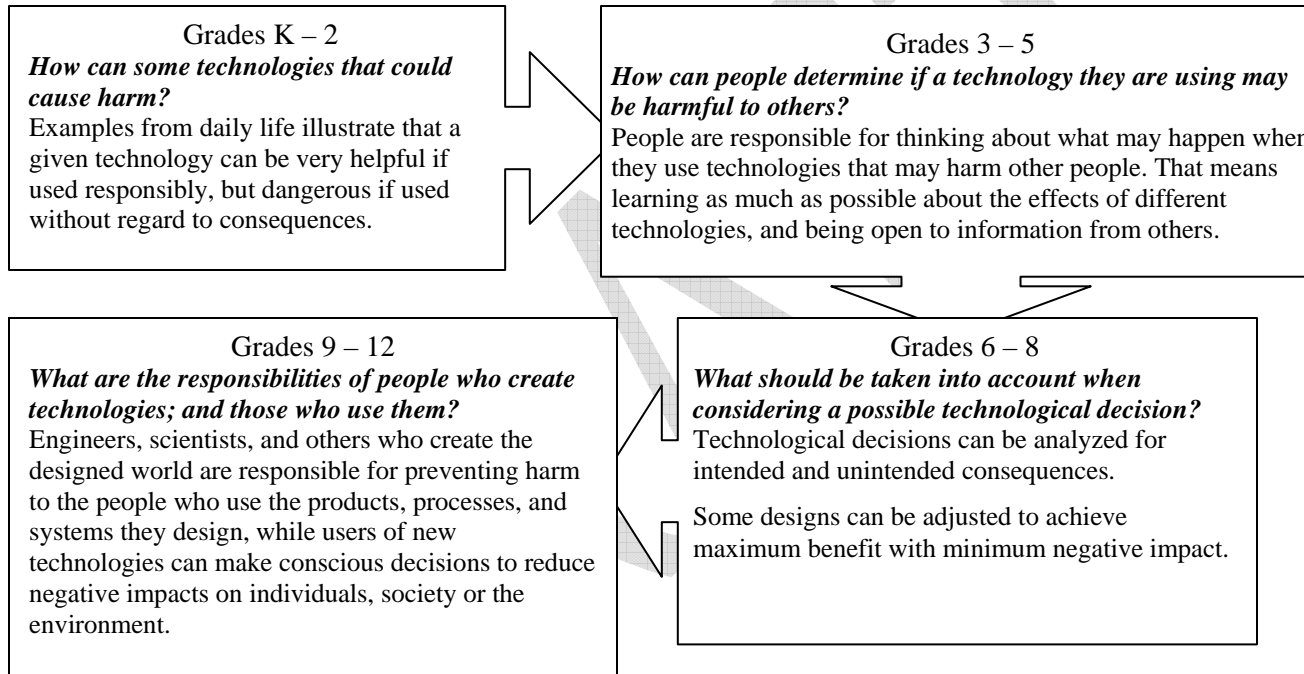 Grades K – 2
How can some technologies that could
cause harm?
Examples from daily life illustrate that a
given technology can be very helpful if
used responsibly, but dangerous if used
without regard to consequences.
Grades 3 – 5
How can people determine if a technology they are using may
be harmful to others?
People are responsible for thinking about what may happen when
they use technologies that may harm other people. That means
learning as much as possible about the effects of different
technologies, and being open to information from others.
Grades 6 – 8
What should be taken into account when
considering a possible technological decision?
Technological decisions can be analyzed for
intended and unintended consequences.
Some designs can be adjusted to achieve
maximum benefit with minimum negative impact.
Grades 9 – 12
What are the responsibilities of people who create
technologies; and those who use them?
Engineers, scientists, and others who create the
designed world are responsible for preventing harm
to the people who use the products, processes, and
systems they design, while users of new
technologies can make conscious decisions to reduce
negative impacts on individuals, society or the
environment.